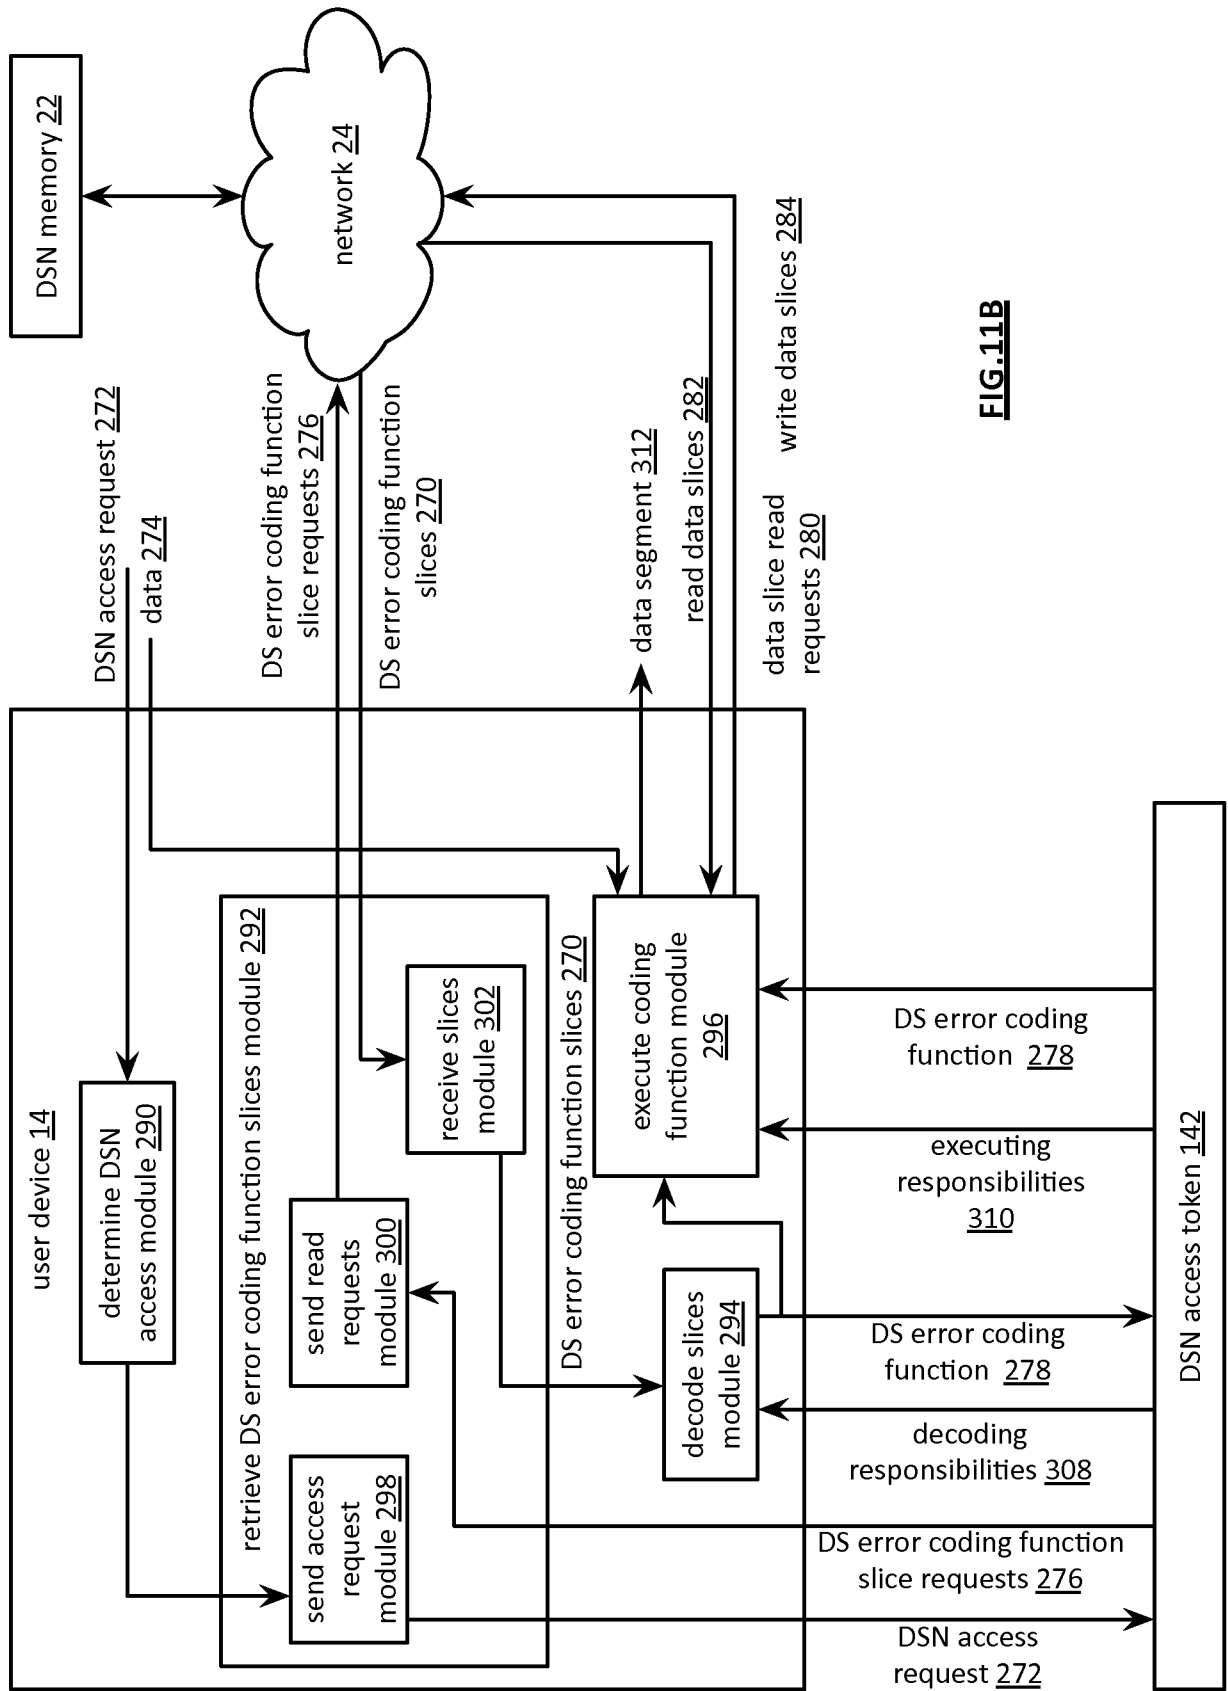 DSN memory 22
network 24
DSN access request 272
data 274
DS error coding function
slice requests 276
DS error coding function
slices 270
data segment 312
read data slices 282
data slice read
requests 280
write data slices 284
user device 14
determine DSN
access module 290
retrieve DS error coding function slices module 292
send access
request
module 298
send read
requests
module 300
receive slices
module 302
DS error coding function slices 270
decode slices
module 294
execute coding
function module
296
DS error coding
function 278
executing
responsibilities
310
DS error coding
function 278
decoding
responsibilities 308
DS error coding function
slice requests 276
DSN access
request 272
DSN access token 142
FIG.11B